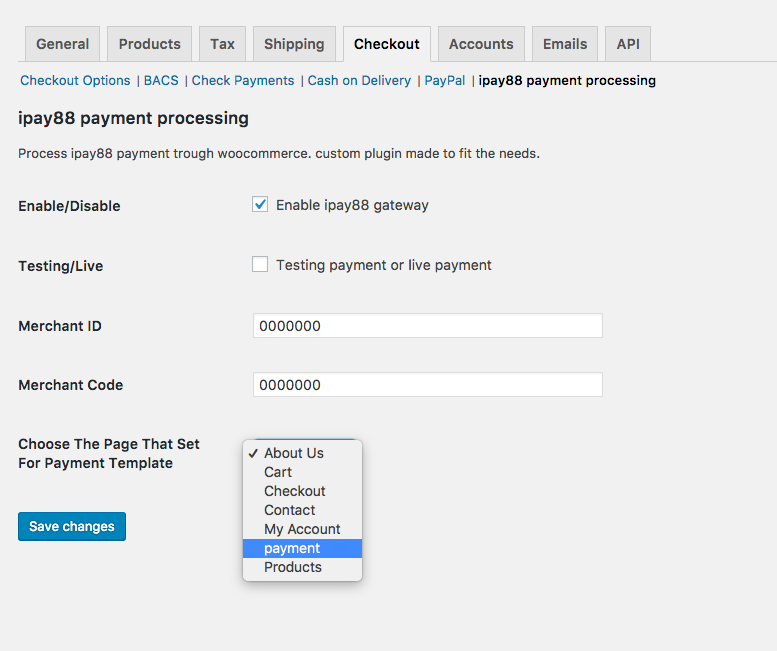 General Products Tax Shipping Checkout Accounts Emails API
Checkout Options | BACS | Check Payments | Cash on Delivery | PayPal | ipay88 payment processing
ipay88 payment processing
Process ipay88 payment trough woocommerce. custom plugin made to fit the needs.
Enable/Disable Enable ipay88 gateway
Testing/Live Testing payment or live payment
Merchant ID 0000000
Merchant Code 0000000
Choose The Page That Set
For Payment Template
✓ About Us
Cart
Checkout
Contact
My Account
payment
Products
Save changes